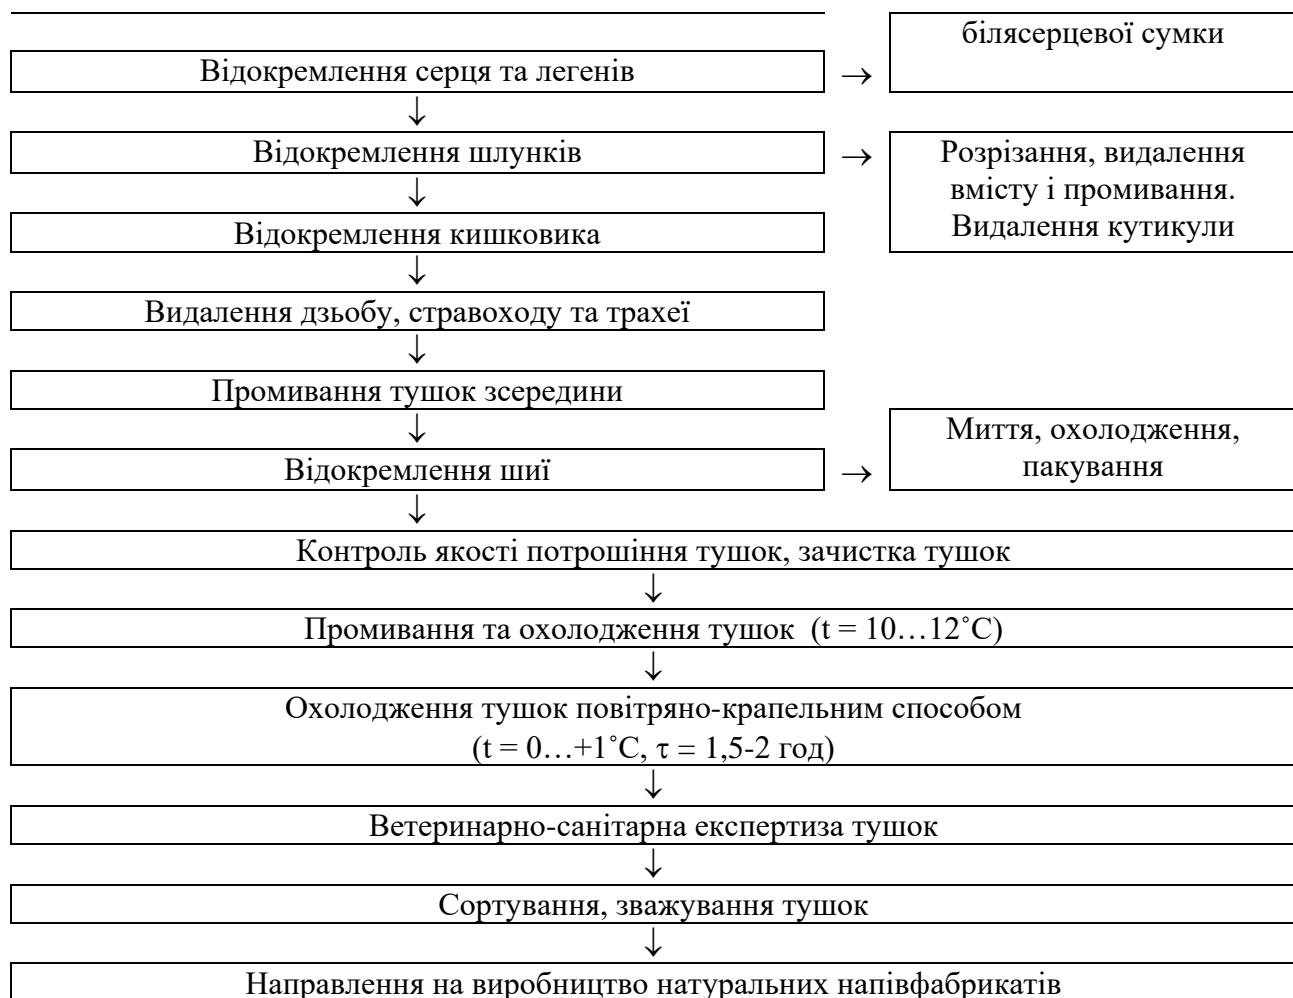 білясерцевої сумки
Відокремлення серця та легенів →
↓
Відокремлення шлунків →
Розрізання, видалення
вмісту і промивання.
Видалення кутикули
↓
Відокремлення кишковика
↓
Видалення дзьобу, стравоходу та трахеї
↓
Промивання тушок зсередини
↓
Відокремлення шиї →
Миття, охолодження,
пакування
↓
Контроль якості потрошіння тушок, зачистка тушок
↓
Промивання та охолодження тушок (t = 10…12˚С)
↓
Охолодження тушок повітряно-крапельним способом
(t = 0…+1˚С, τ = 1,5-2 год)
↓
Ветеринарно-санітарна експертиза тушок
↓
Сортування, зважування тушок
↓
Направлення на виробництво натуральних напівфабрикатів